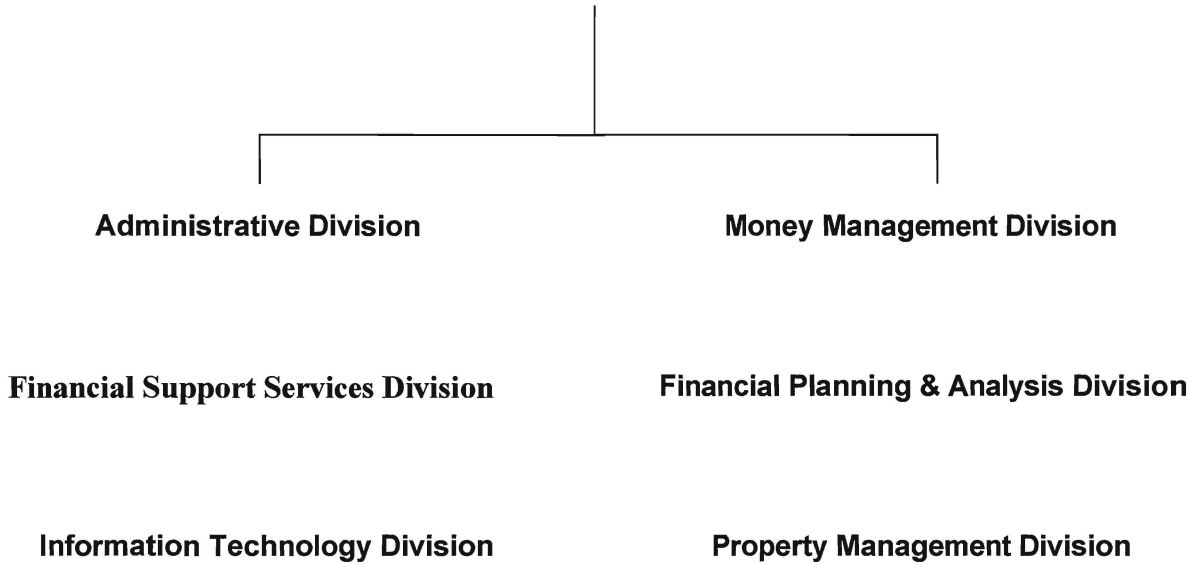 Administrative Division
Money Management Division
Financial Support Services Division
Financial Planning & Analysis Division
Information Technology Division
Property Management Division